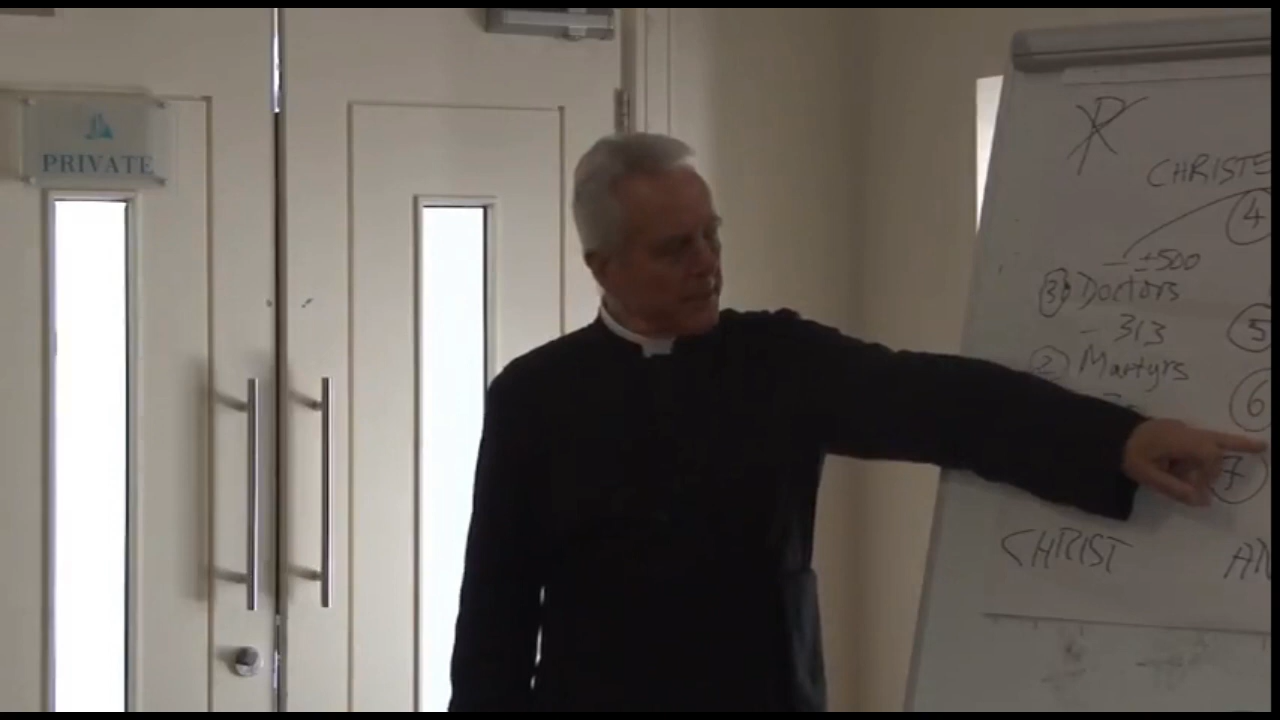 PRIVATE
CHRISTE
4
±500
3 Doctors
- 313
5
2 Martyrs
6
7
CHRIST
AN